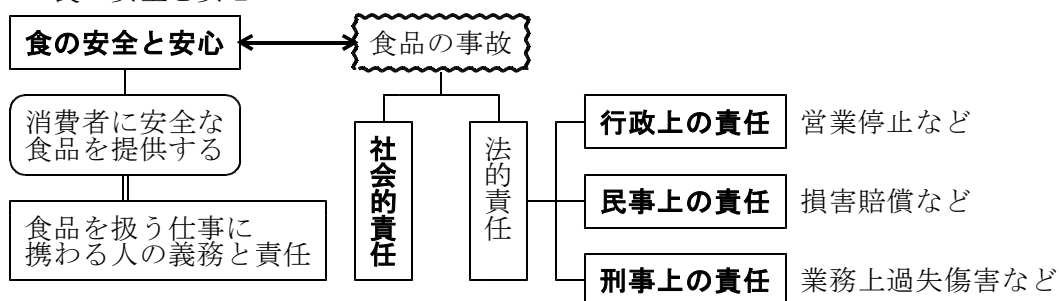 食の安全と安心
食品の事故
消費者に安全な
食品を提供する
食品を扱う仕事に
携わる人の義務と責任
社会的責任
法的責任
行政上の責任
営業停止など
民事上の責任
損害賠償など
刑事上の責任
業務上過失傷害など